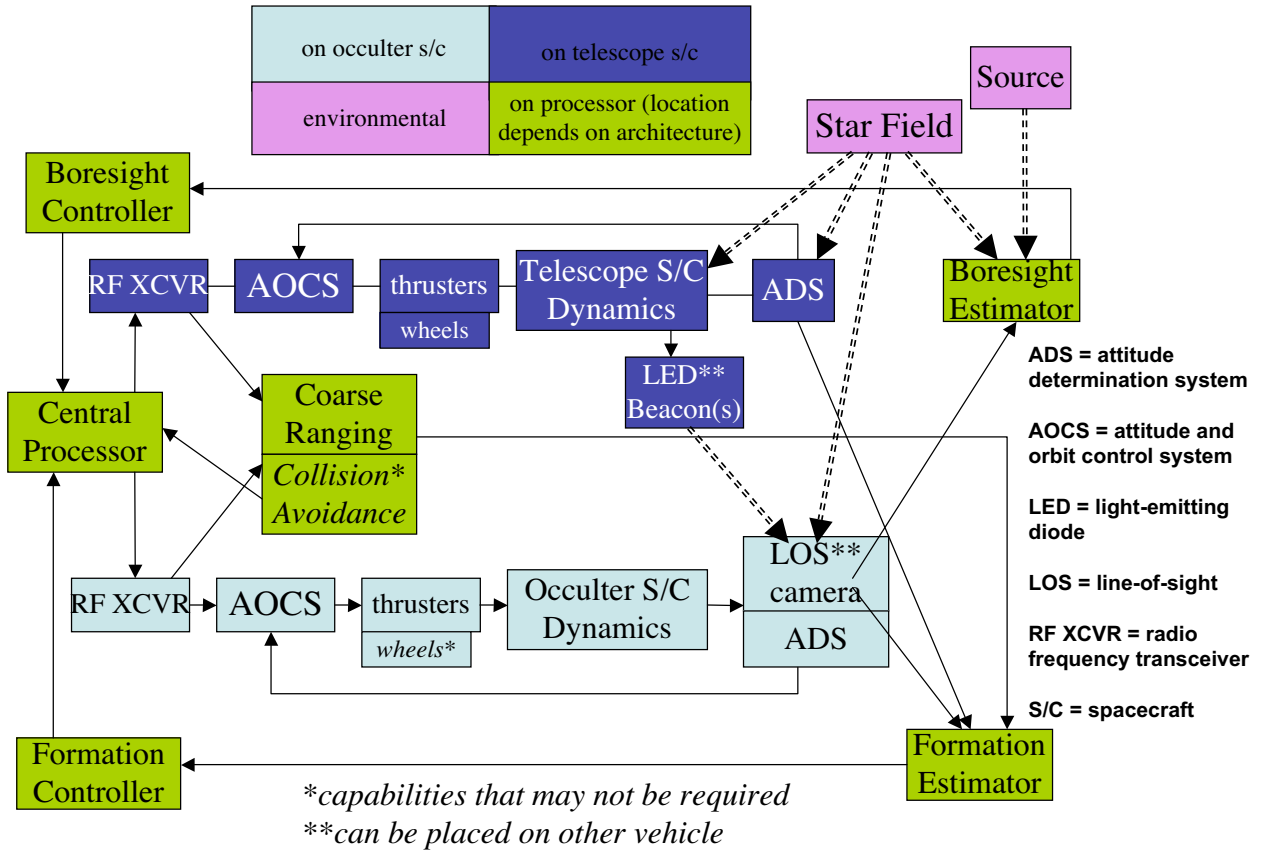 on occulter s/c
on telescope s/c
environmental
on processor (location
depends on architecture)
Source
Star Field
Boresight
Controller
RF XCVR
AOCS
thrusters
wheels
Telescope S/C
Dynamics
ADS
Boresight
Estimator
LED**
Beacon(s)
Central
Processor
Coarse
Ranging
Collision*
Avoidance
ADS = attitude
determination system
AOCS = attitude and
orbit control system
LED = light-emitting
diode
LOS = line-of-sight
RF XCVR = radio
frequency transceiver
S/C = spacecraft
RF XCVR
AOCS
thrusters
wheels*
Occulter S/C
Dynamics
LOS**
camera
ADS
Formation
Controller
Formation
Estimator
*capabilities that may not be required
**can be placed on other vehicle